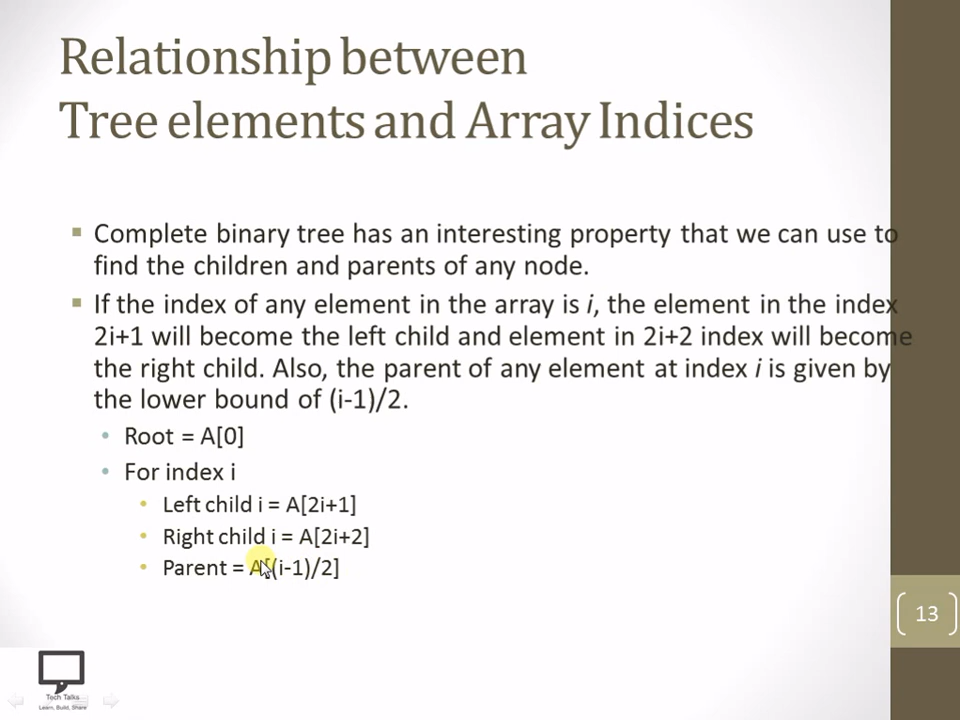 Relationship between
Tree elements and Array Indices
Complete binary tree has an interesting property that we can use to
find the children and parents of any node.
If the index of any element in the array is i, the element in the index
2i+1 will become the left child and element in 2i+2 index will become
the right child. Also, the parent of any element at index i is given by
the lower bound of (i-1)/2.
Root = A[0]
For index i
Left child i = A[2i+1]
Right child i = A[2i+2]
Parent = A[(i-1)/2]
13
Tech Talks
Learn, Build, Share